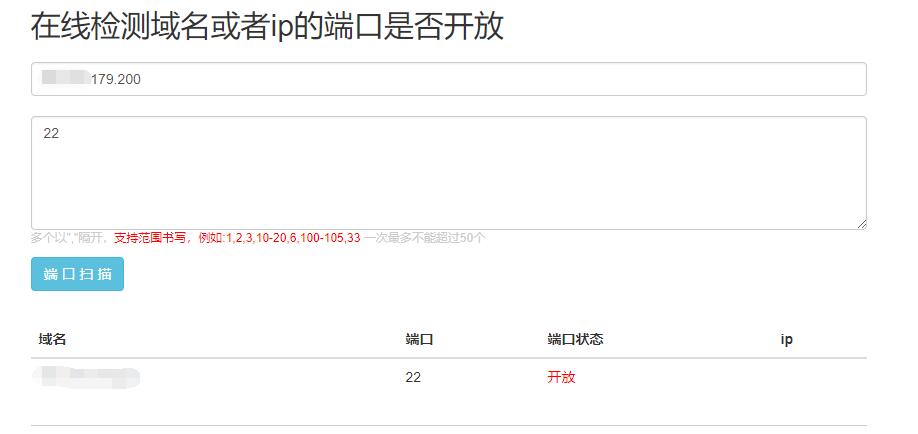 在线检测域名或者ip的端口是否开放
179.200
22
多个以","隔开，支持范围书写，例如:1,2,3,10-20,6,100-105,33 一次最多不能超过50个
端口扫描
域名 端口 端口状态 ip
22 开放